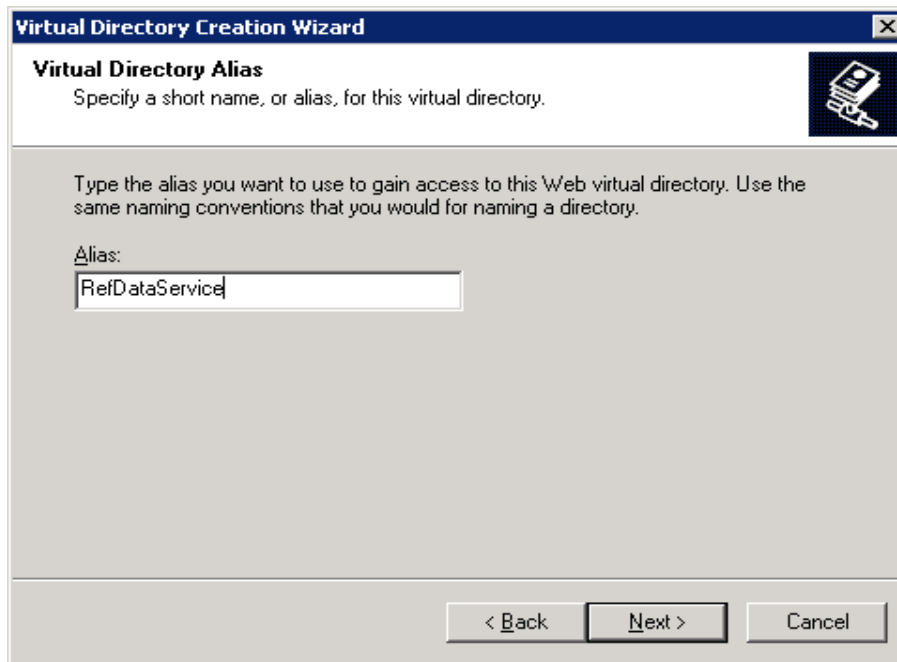 Virtual Directory Creation Wizard
Virtual Directory Alias
Specify a short name, or alias, for this virtual directory.
Type the alias you want to use to gain access to this Web virtual directory. Use the
same naming conventions that you would for naming a directory.
Alias:
RefDataService
< Back Next > Cancel